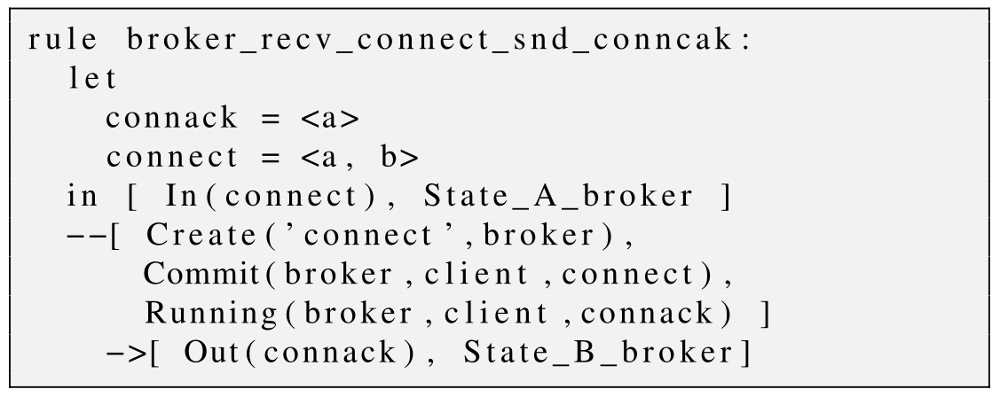 rule broker_recv_connect_snd_conncak:
let
connack = <a>
connect = <a, b>
in [ In(connect), State_A_broker ]
--[ Create('connect',broker),
Commit(broker,client,connect),
Running(broker,client,connack) ]
->[ Out(connack), State_B_broker]